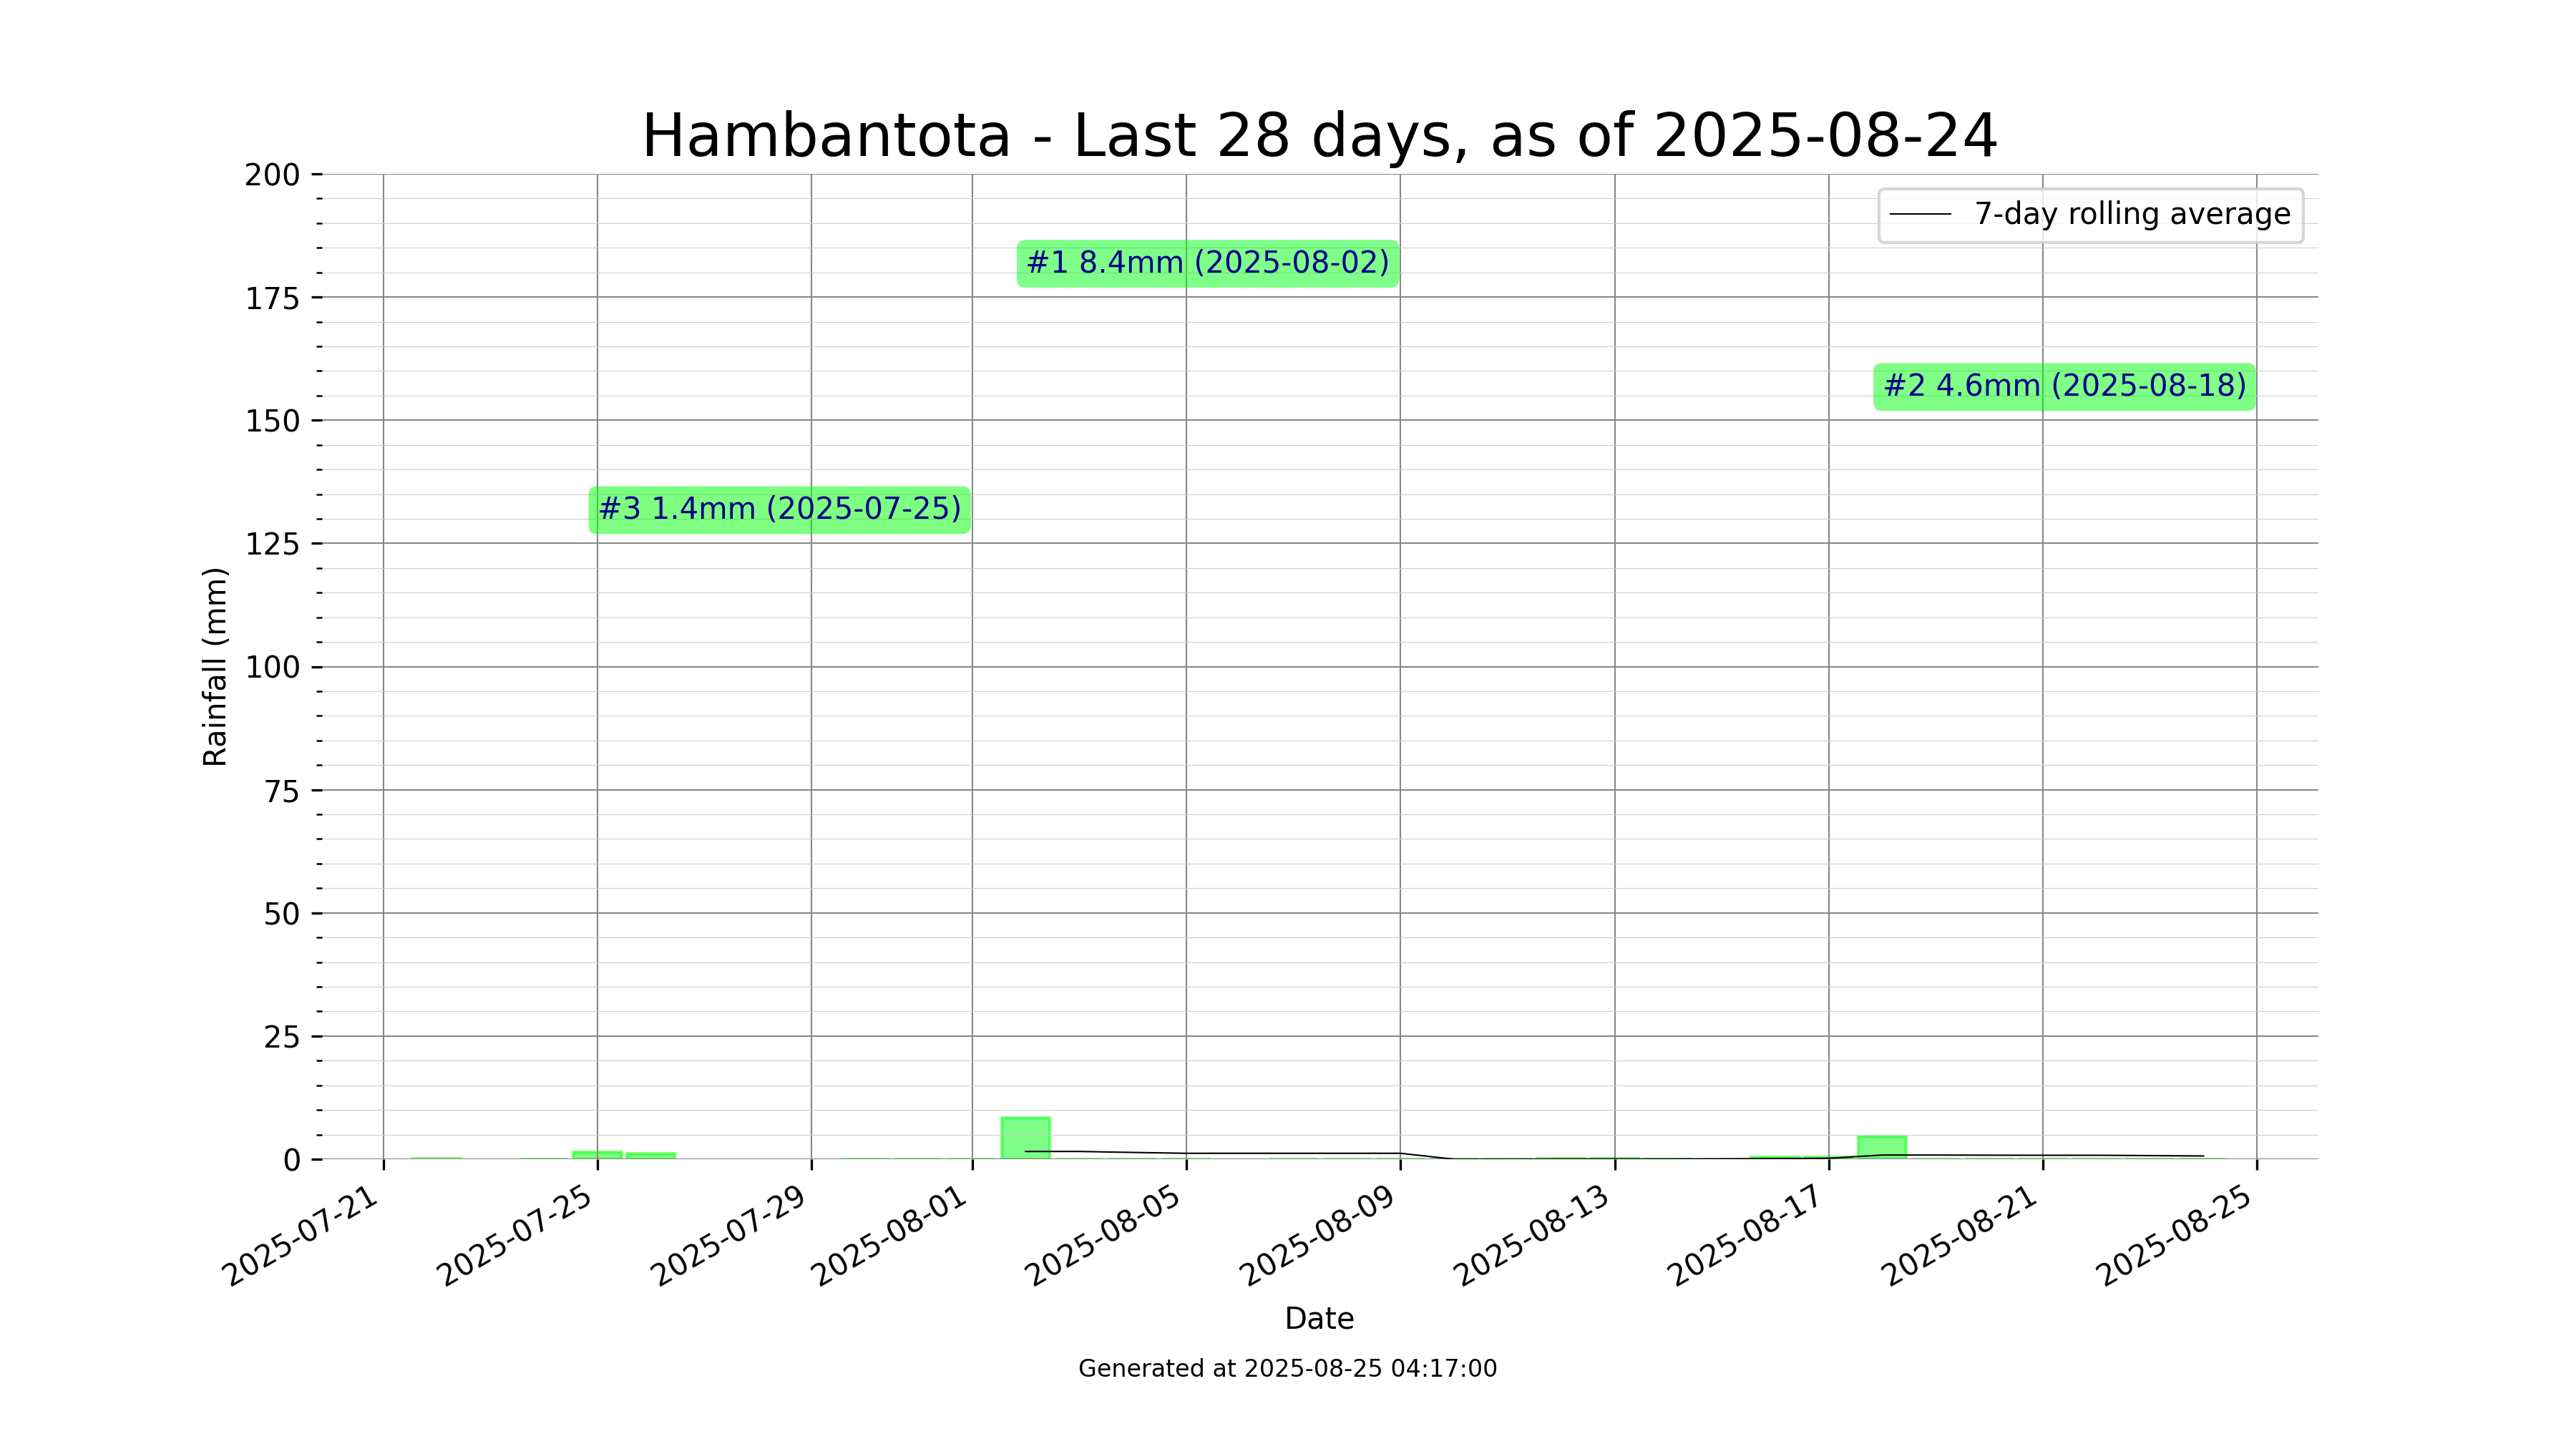 Hambantota - Last 28 days, as of 2025-08-24
7-day rolling average
#1 8.4mm (2025-08-02)
#2 4.6mm (2025-08-18)
#3 1.4mm (2025-07-25)
Rainfall (mm)
200
175
150
125
100
75
50
25
0
2025-07-21
2025-07-25
2025-07-29
2025-08-01
2025-08-05
2025-08-09
2025-08-13
2025-08-17
2025-08-21
2025-08-25
Date
Generated at 2025-08-25 04:17:00